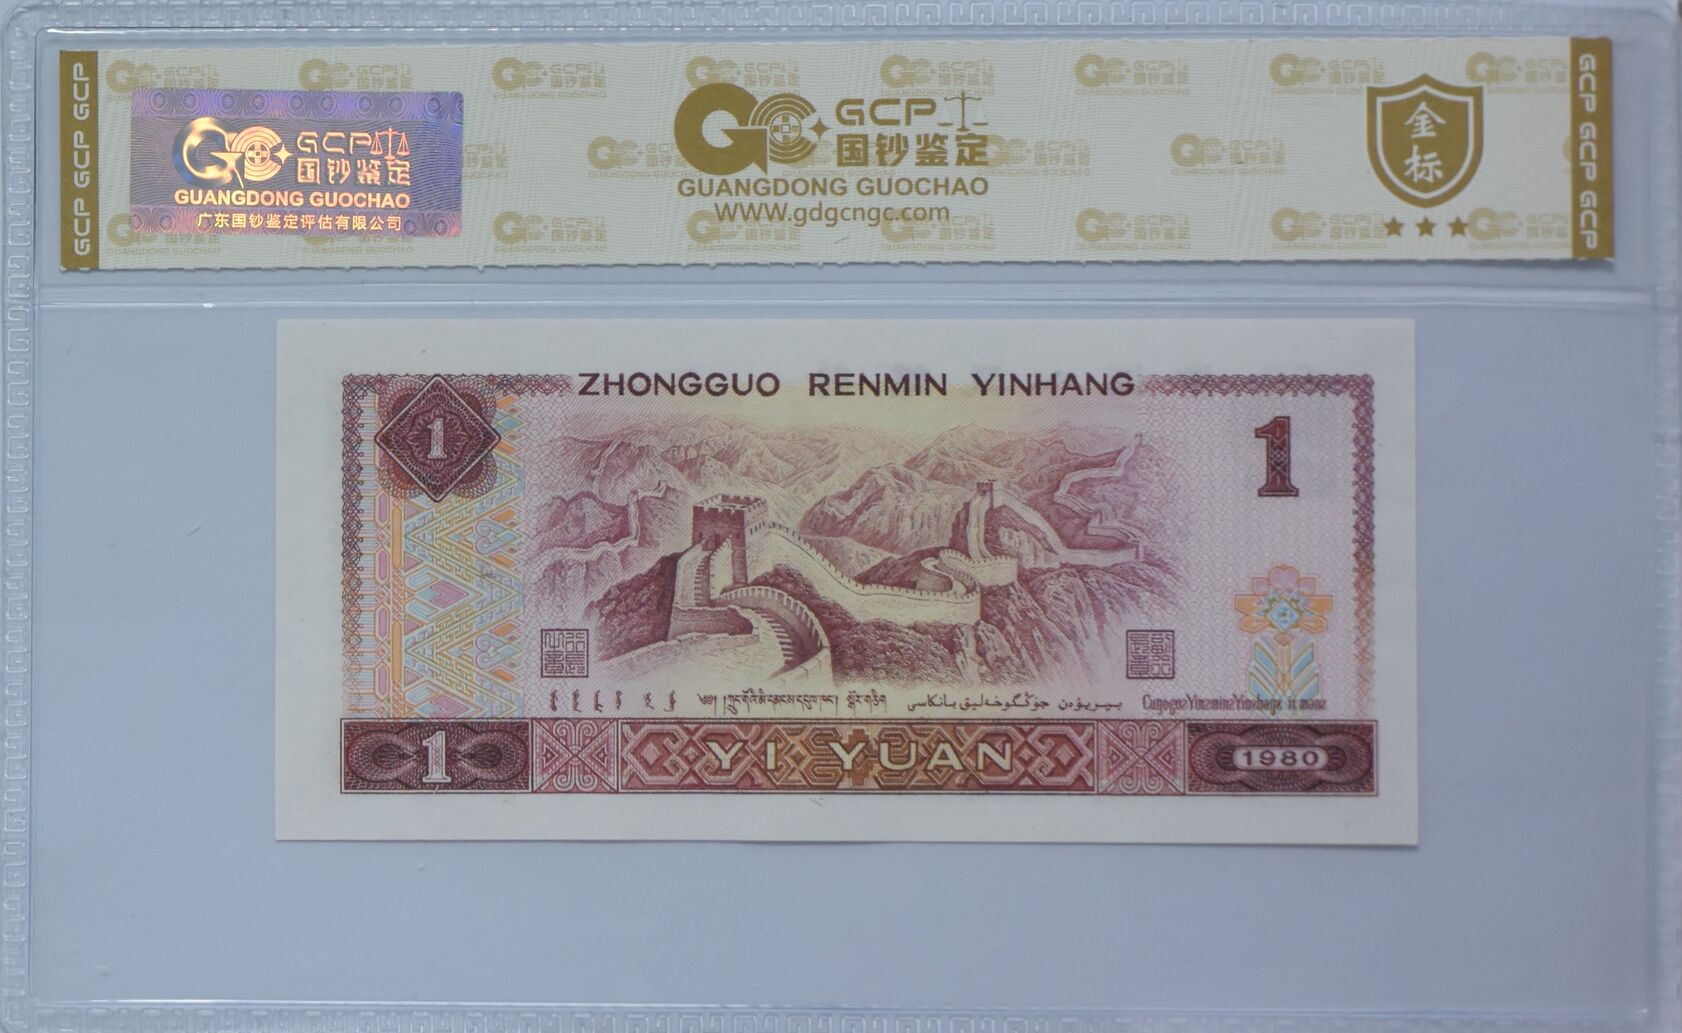 GCP GCP GCP
GCP
国钞鉴定
GUANGDONG GUOCHAO
广东国钞鉴定评估有限公司
GCP
国钞鉴定
GUANGDONG GUOCHAO
WWW.gdgcngc.com
金
标
GCP GCP GCP
ZHONGGUO RENMIN YINHANG
1
1
1
YI YUAN
1980